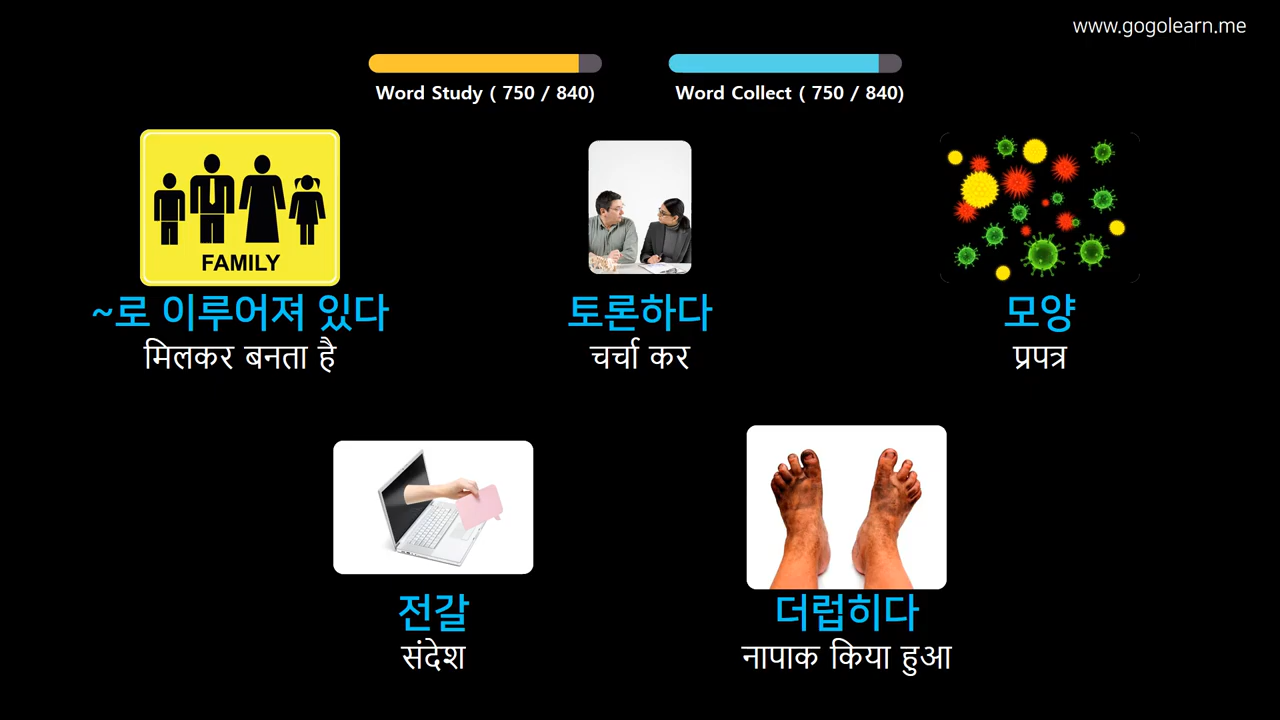 www.gogolearn.me
Word Study ( 750 / 840)
Word Collect ( 750 / 840)
FAMILY
~로 이루어져 있다
मिलकर बनता है
토론하다
चर्चा कर
모양
प्रपत्र
전갈
संदेश
더럽히다
नापाक किया हुआ